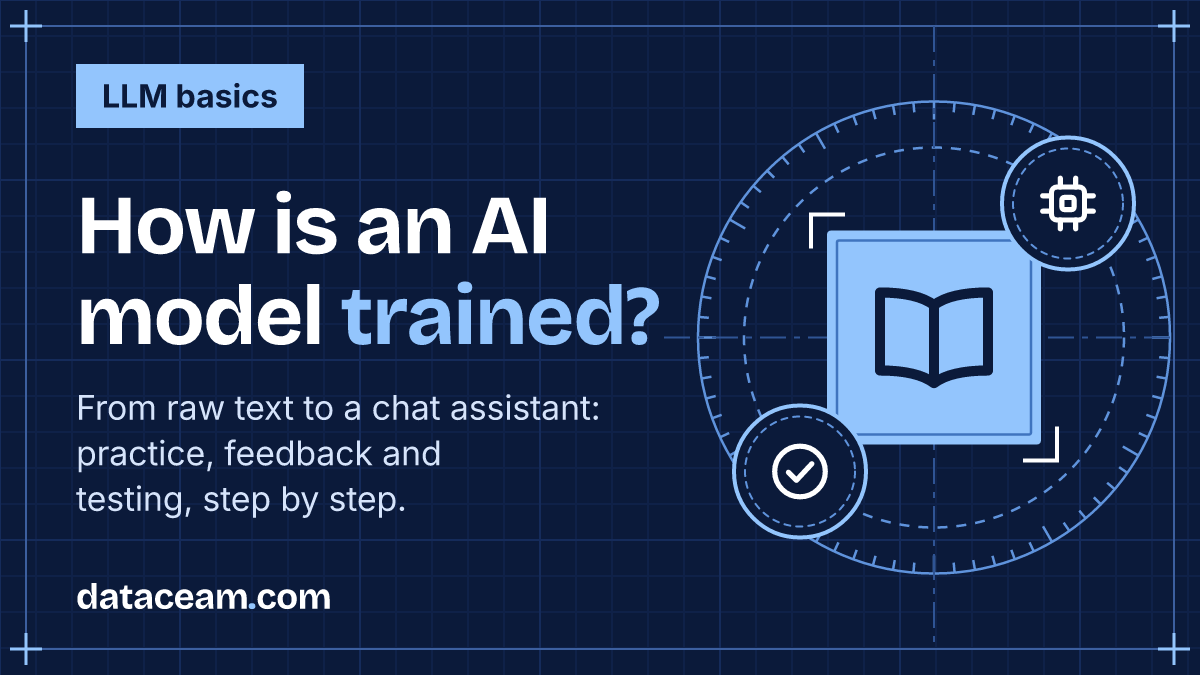 LLM basics
How is an AI
model trained?
From raw text to a chat assistant:
practice, feedback and
testing, step by step.
dataceam.com